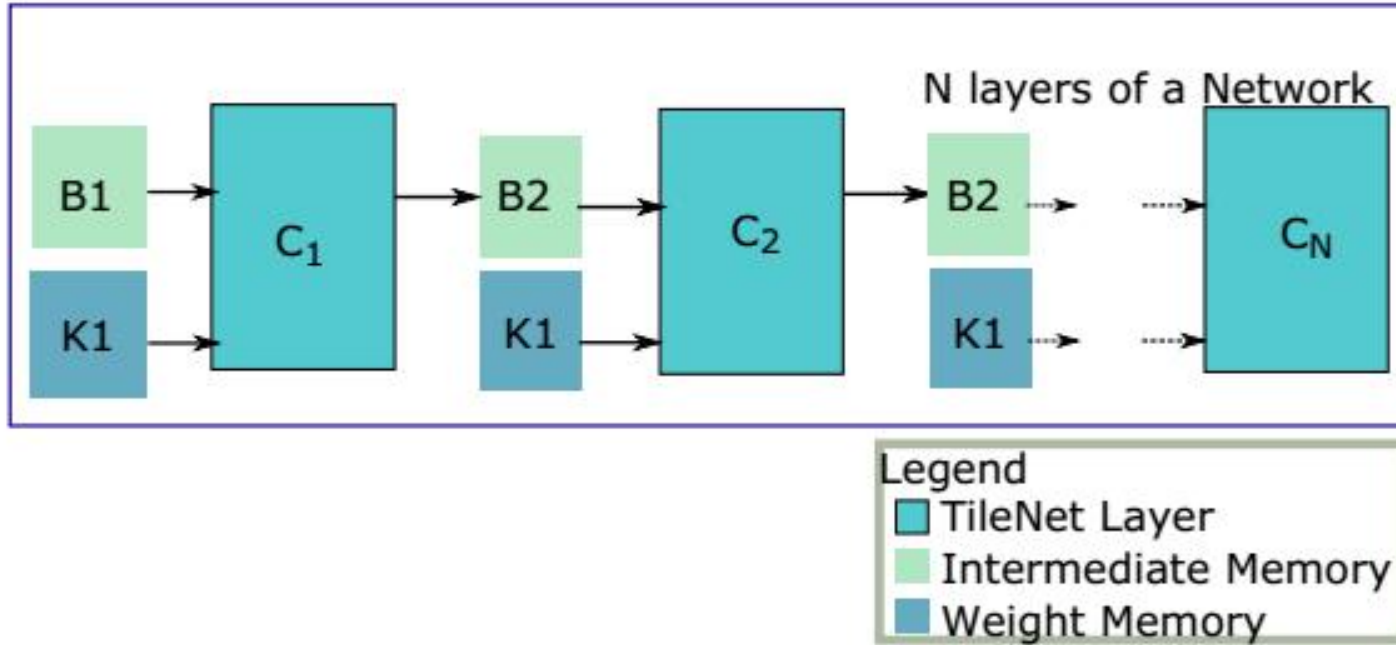 N layers of a Network
B1
C1
B2
C2
B2
CN
K1
K1
K1
Legend
TileNet Layer
Intermediate Memory
Weight Memory